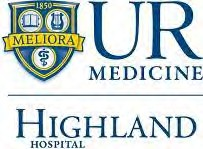 1850
MELIORA
UR
MEDICINE
HIGHLAND
HOSPITAL